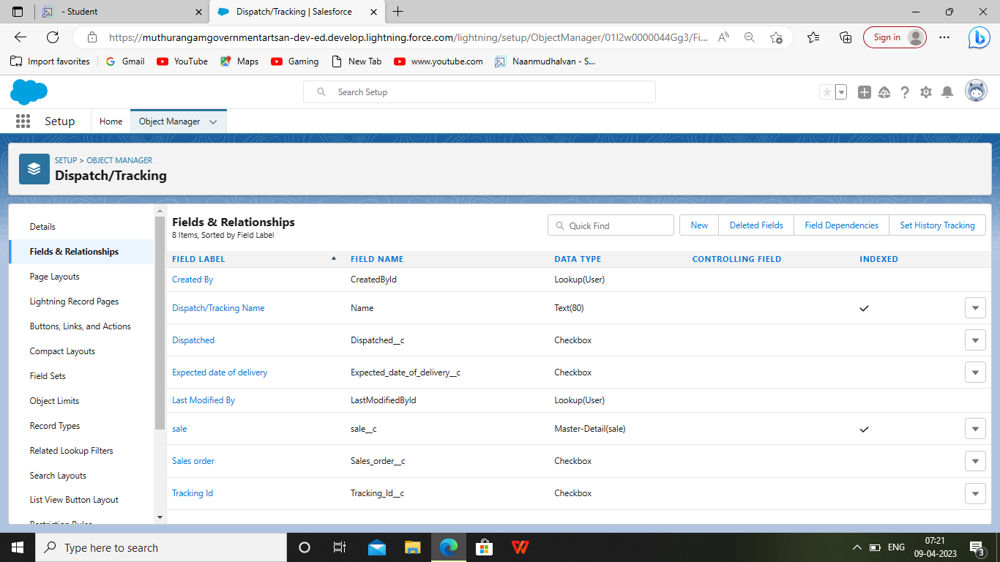 - Student
Dispatch/Tracking | Salesforce
https://muthurangamgovernmentartsan-dev-ed.develop.lightning.force.com/lightning/setup/ObjectManager/01I2w0000044Gg3/Fi...
Sign in
Import favorites
Gmail
YouTube
Maps
Gaming
New Tab
www.youtube.com
Naanmudhalvan - S...
Search Setup
Setup
Home
Object Manager
SETUP > OBJECT MANAGER
Dispatch/Tracking
Details
Fields & Relationships
Page Layouts
Lightning Record Pages
Buttons, Links, and Actions
Compact Layouts
Field Sets
Object Limits
Record Types
Related Lookup Filters
Search Layouts
List View Button Layout
Restriction Rules
Fields & Relationships
8 Items, Sorted by Field Label
Quick Find
New
Deleted Fields
Field Dependencies
Set History Tracking
FIELD LABEL FIELD NAME DATA TYPE CONTROLLING FIELD INDEXED
Created By CreatedById Lookup(User)
Dispatch/Tracking Name Name Text(80)
Dispatched Dispatched__c Checkbox
Expected date of delivery Expected_date_of_delivery__c Checkbox
Last Modified By LastModifiedById Lookup(User)
sale sale__c Master-Detail(sale)
Sales order Sales_order__c Checkbox
Tracking Id Tracking_Id__c Checkbox
Type here to search
ENG
07:21
09-04-2023
3